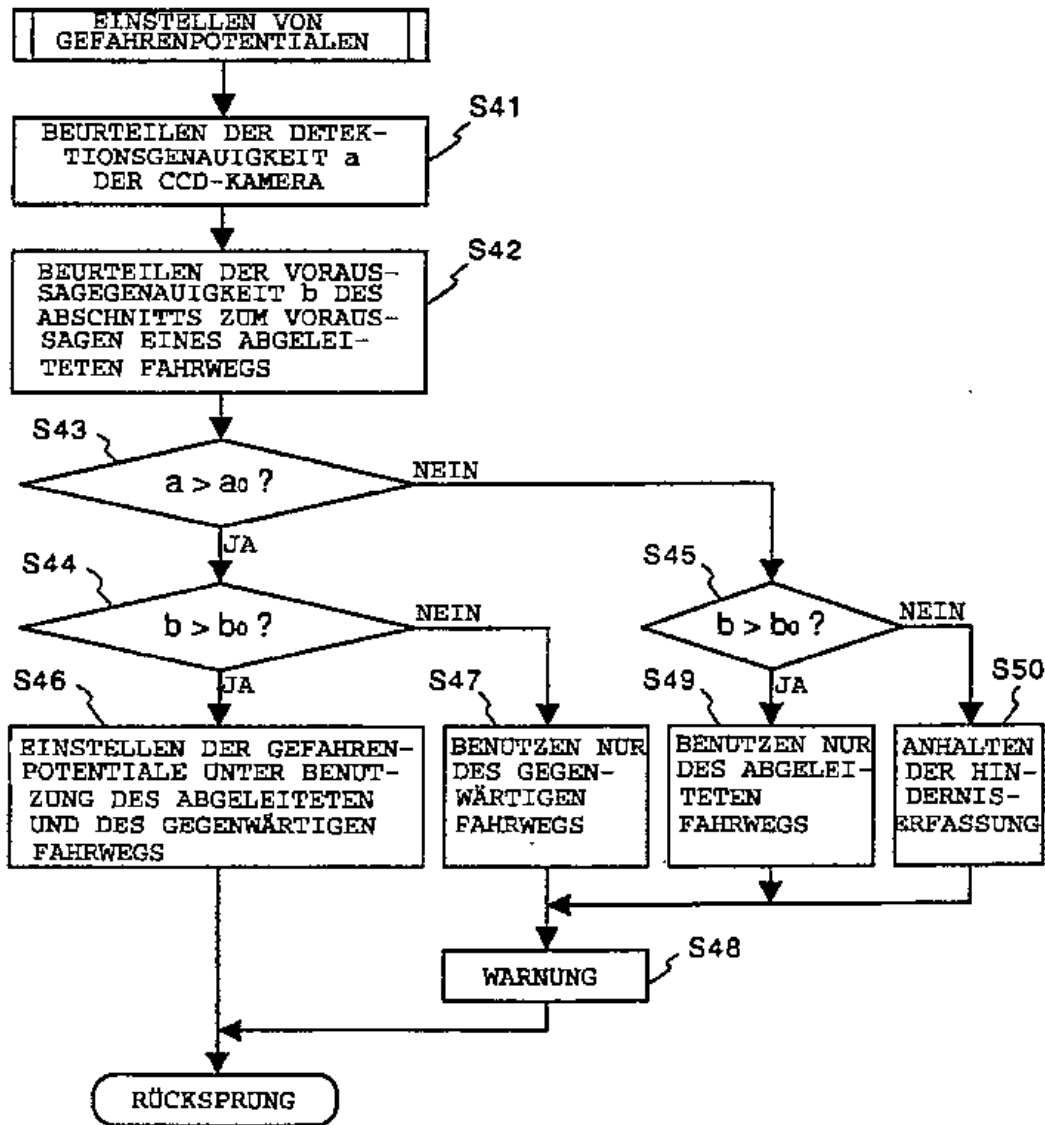 EINSTELLEN VON
GEFAHRENPOTENTIALEN
S41
BEURTEILEN DER DETEK-
TIONSGENAUIGKEIT a
DER CCD-KAMERA
S42
BEURTEILEN DER VORAUS-
SAGEGENAUIGKEIT b DES
ABSCHNITTS ZUM VORAUS-
SAGEN EINES ABGELEI-
TETEN FAHRWEGS
S43
a > a₀ ?
NEIN
JA
S44
b > b₀ ?
NEIN
JA
S45
b > b₀ ?
NEIN
JA
S46
EINSTELLEN DER GEFAHREN-
POTENTIALE UNTER BENUT-
ZUNG DES ABGELEITETEN
UND DES GEGENWÄRTIGEN
FAHRWEGS
S47
BENUTZEN NUR
DES GEGEN-
WÄRTIGEN
FAHRWEGS
S49
BENUTZEN NUR
DES ABGELEI-
TETEN
FAHRWEGS
S50
ANHALTEN
DER HIN-
DERNIS-
ERFASSUNG
S48
WARNUNG
RÜCKSPRUNG